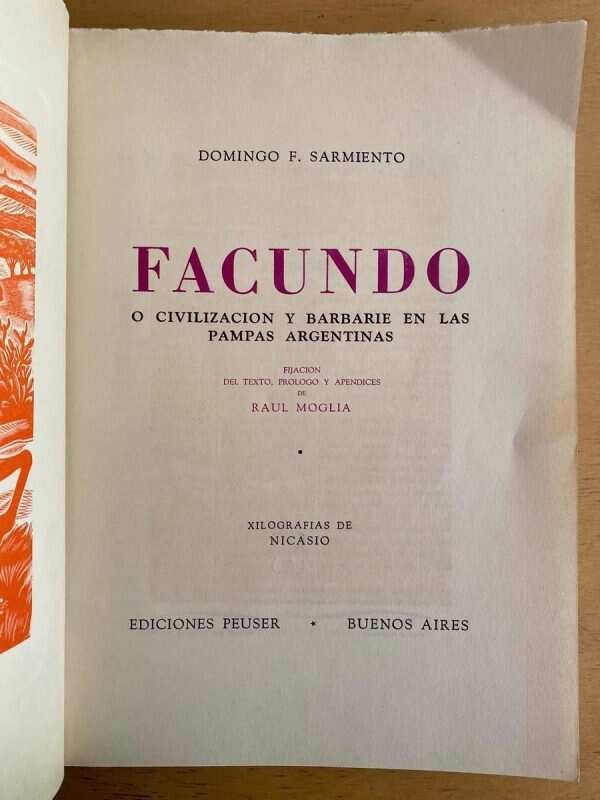 DOMINGO F. SARMIENTO
FACUNDO
O CIVILIZACION Y BARBARIE EN LAS
PAMPAS ARGENTINAS
FIJACION
DEL TEXTO, PROLOGO Y APENDICES
DE
RAUL MOGLIA
XILOGRAFIAS DE
NICASIO
EDICIONES PEUSER * BUENOS AIRES